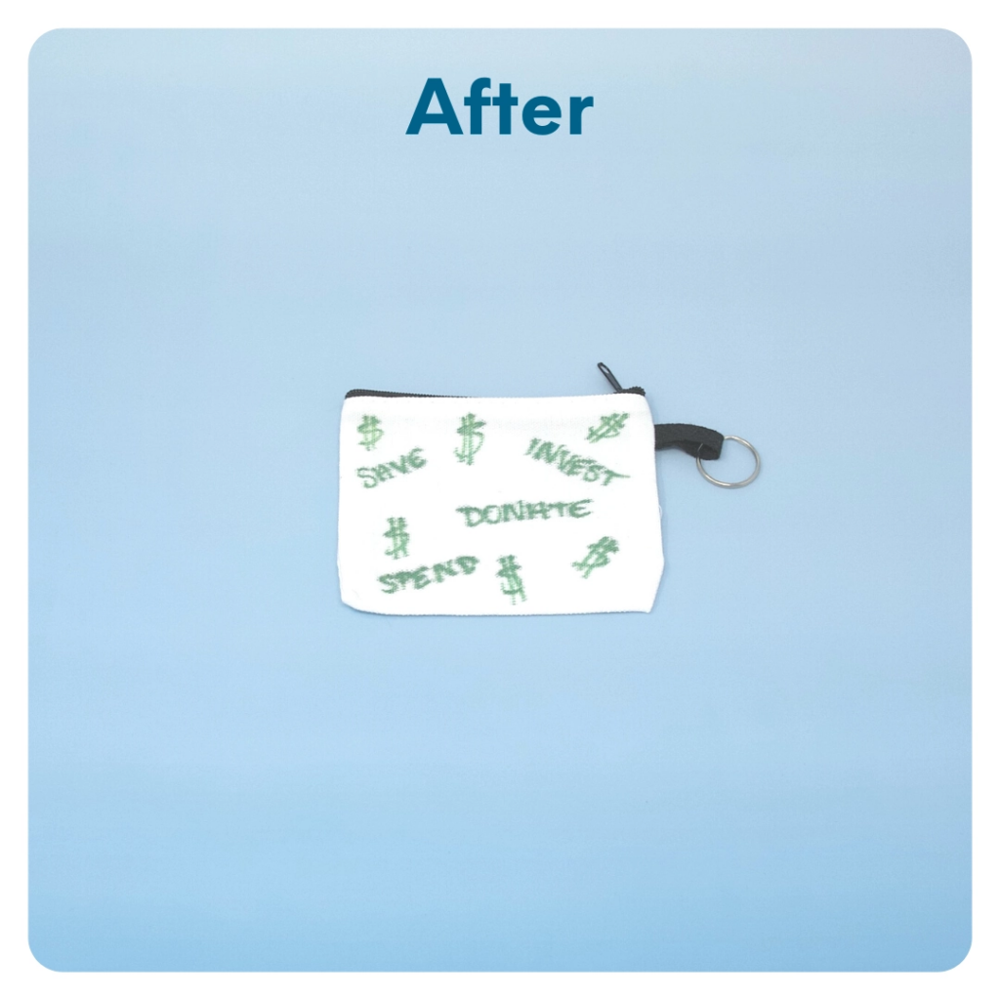 After
$ $ $
SAVE INVEST
DONATE
$ $
SPEND $